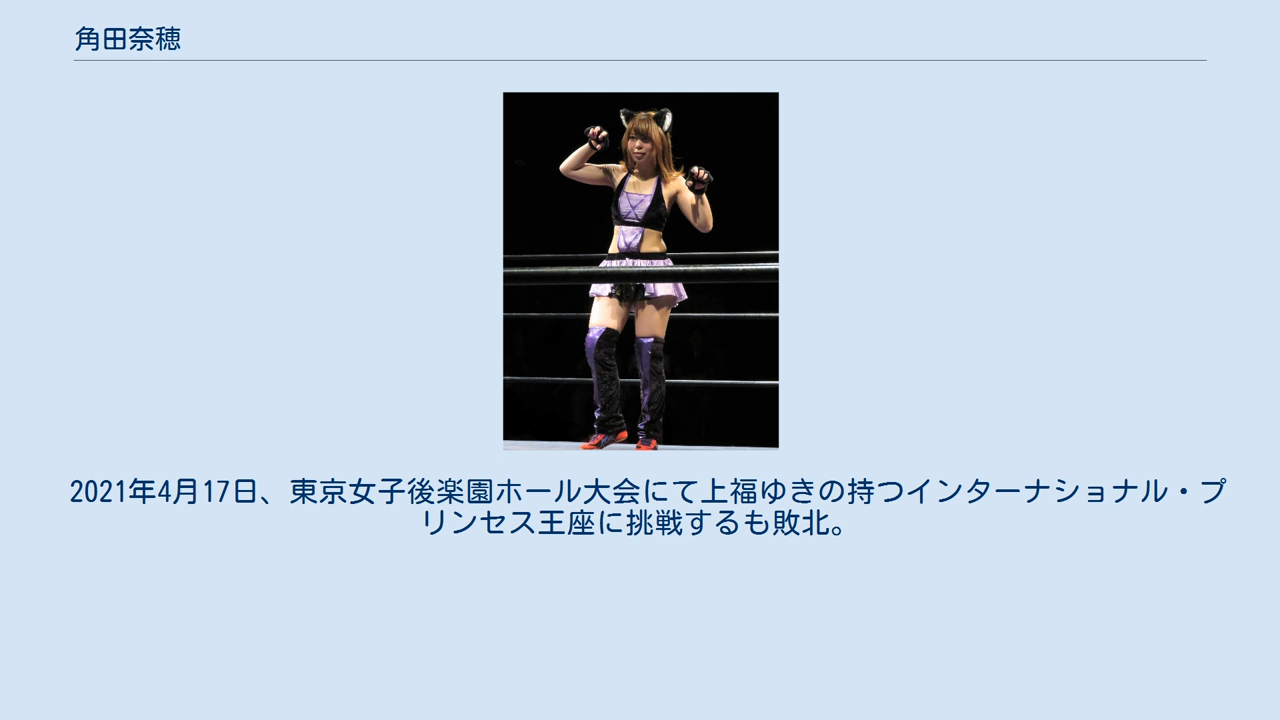 角田奈穂
2021年4月17日、東京女子後楽園ホール大会にて上福ゆきの持つインターナショナル・プ
リンセス王座に挑戦するも敗北。